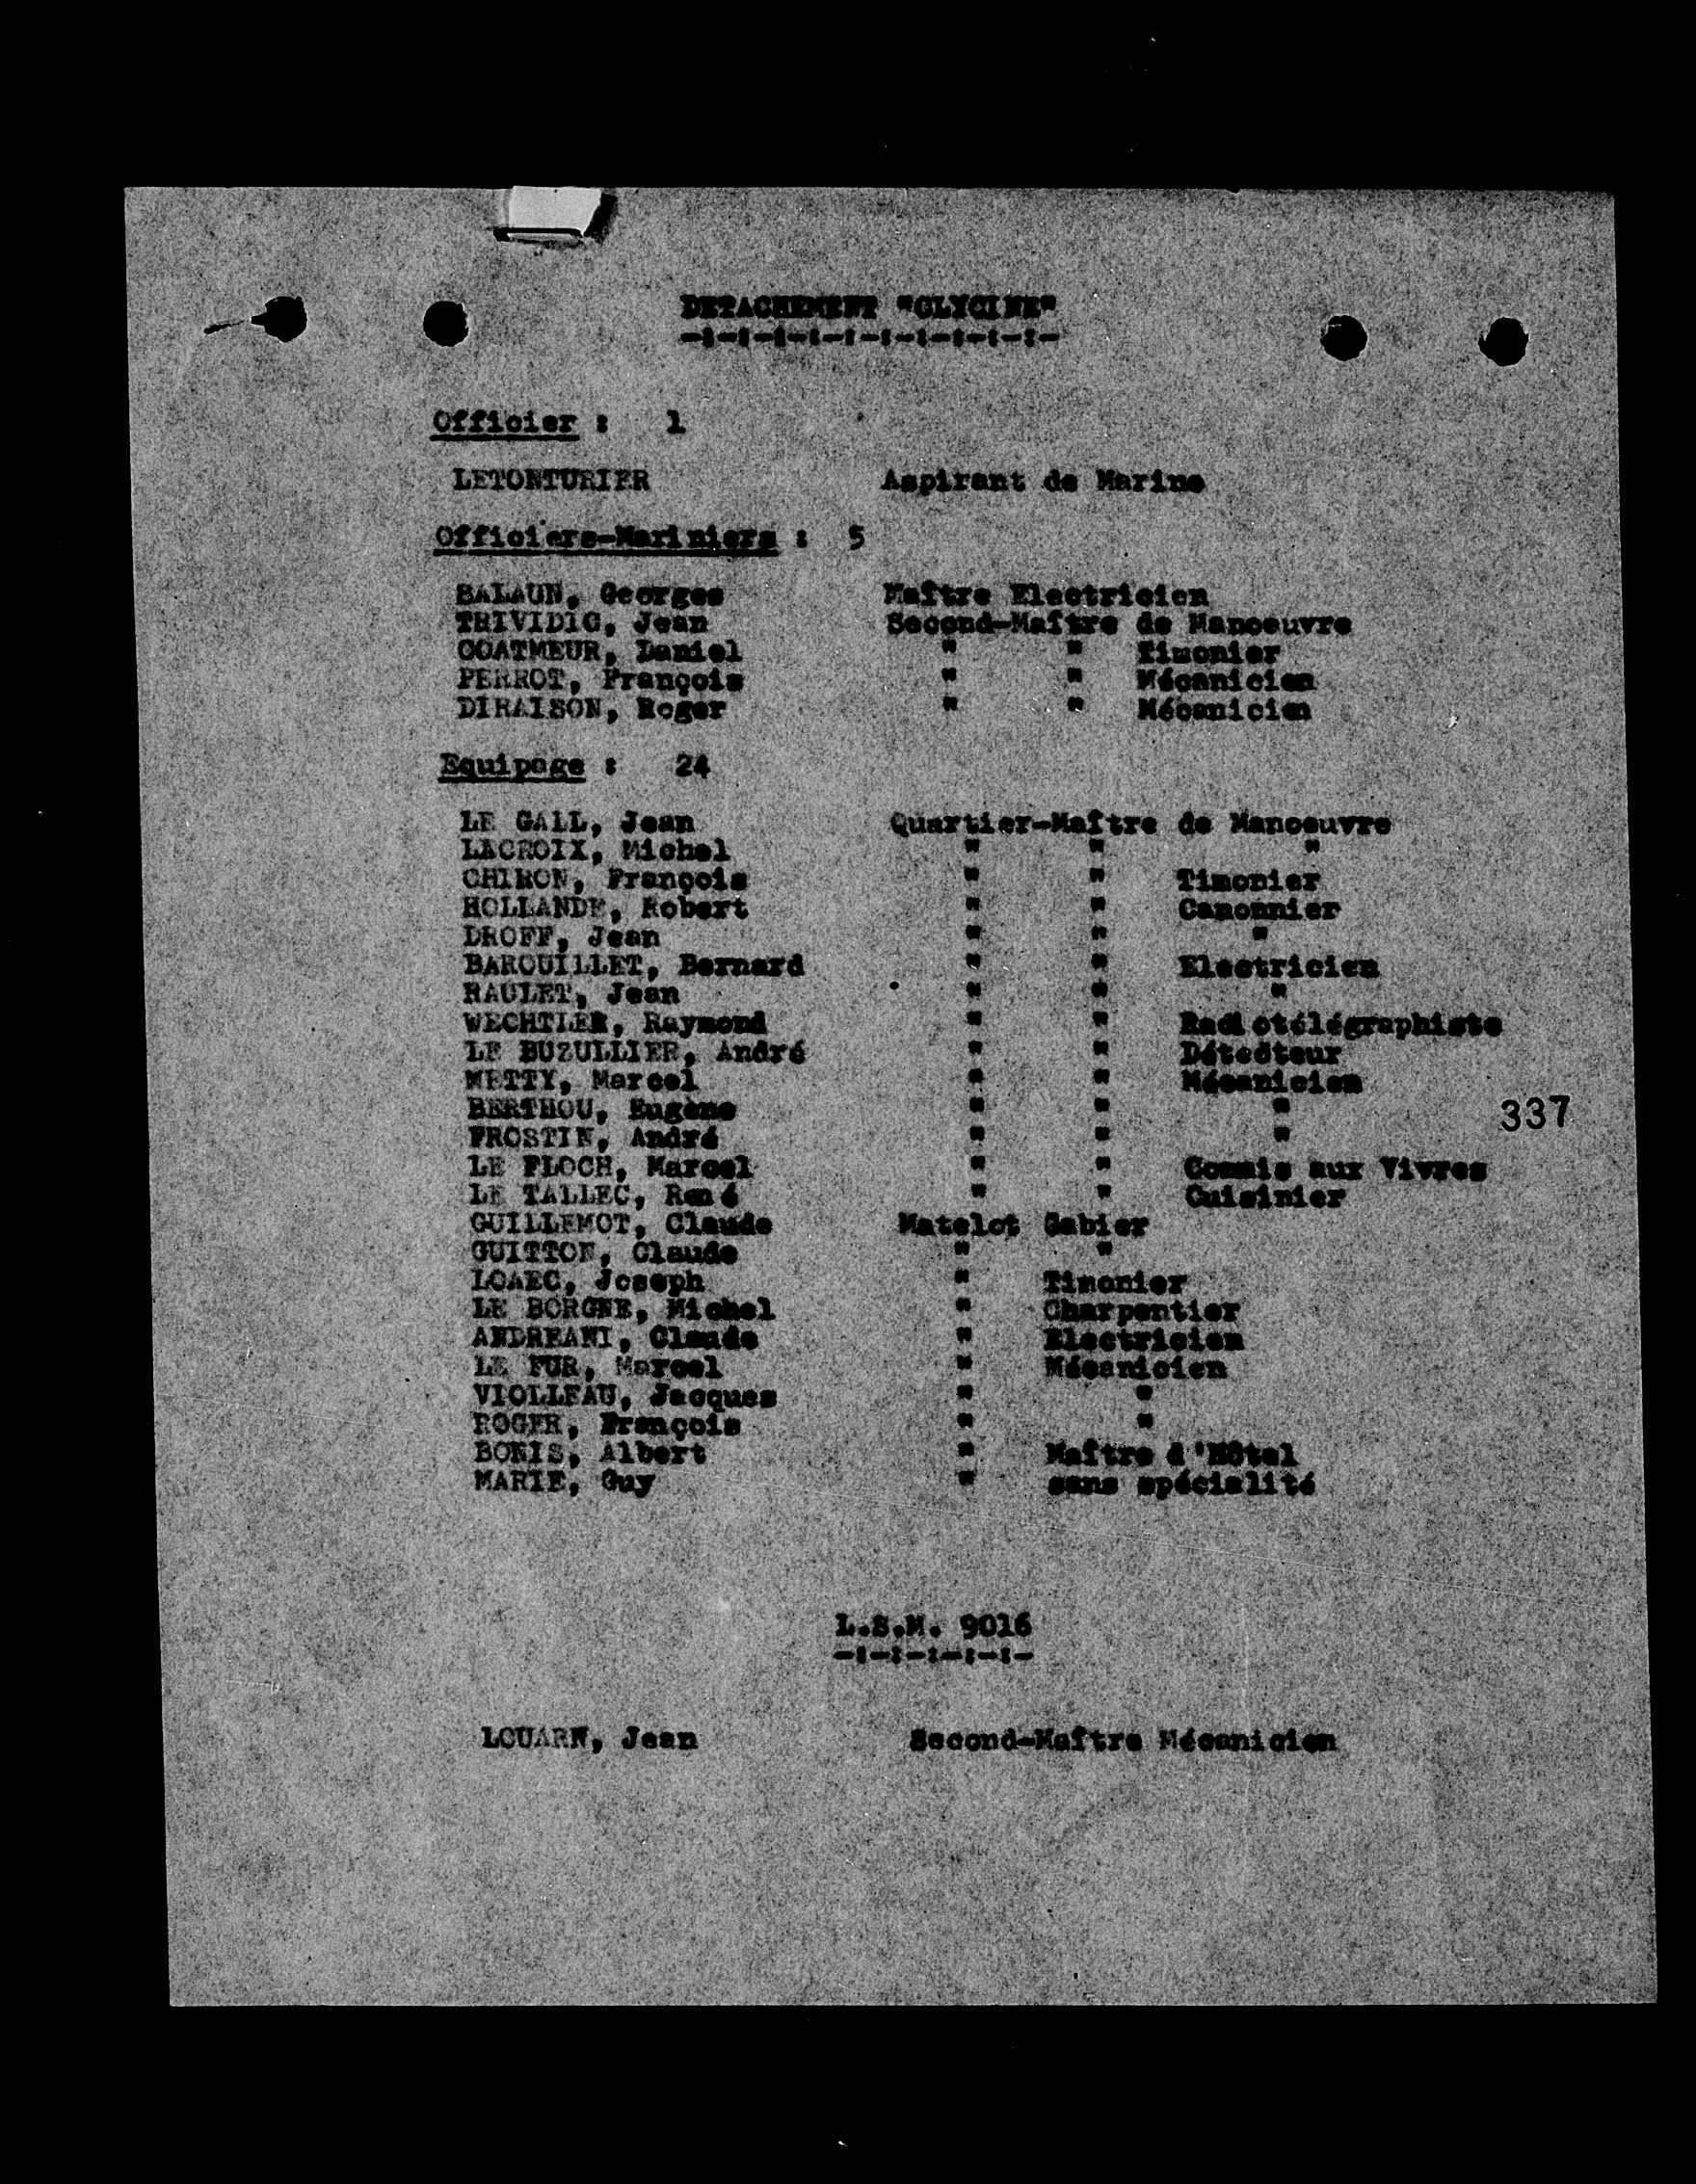 DETACHEMENT "GLYCINE"
-:-:-:-:-:-:-:-:-:-:-
Officier : 1
LETONTURIER Aspirant de Marine
Officiers-Mariniers : 5
BALAUN, Georges Maître Electricien
TRIVIDIC, Jean Second-Maître de Manoeuvre
COATMEUR, Daniel " " Timonier
PERROT, François " " Mécanicien
DIRAISON, Roger " " Mécanicien
Equipage : 24
LE GALL, Jean Quartier-Maître de Manoeuvre
LACROIX, Michel " " "
CHIRON, François " " Timonier
HOLLANDE, Robert " " Canonnier
DROFF, Jean " " "
BAROUILLET, Bernard " " Electricien
RAULET, Jean " " "
WECHTLER, Raymond " " Radiotélégraphiste
LE BUZULLIER, André " " Détecteur
METTY, Marcel " " Mécanicien
BERTHOU, Eugène " " "
337
FROSTIN, André " " "
LE FLOCH, Marcel " " Commis aux Vivres
LE TALLEC, René " " Cuisinier
GUILLEMOT, Claude Matelot Gabier
GUITTON, Claude " "
LOAEC, Joseph " Timonier
LE BORGNE, Michel " Charpentier
ANDREANI, Claude " Electricien
LE FUR, Marcel " Mécanicien
VIOLLEAU, Jacques " "
ROGER, François " "
BONIS, Albert " Maître d'Hôtel
MARIE, Guy " sans spécialité
L.S.M. 9016
-:-:-:-:-:-
LOUARN, Jean Second-Maître Mécanicien